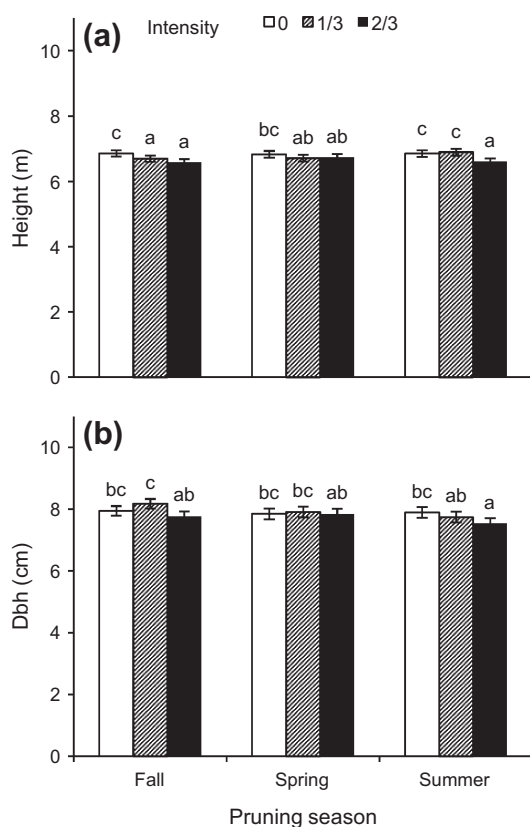 (a) Intensity 0 1/3 2/3
10
8
6
4
2
0
Height (m)
c a a bc ab ab c c a
(b)
10
8
6
4
2
0
Dbh (cm)
bc c ab bc bc ab bc ab a
Fall Spring Summer
Pruning season